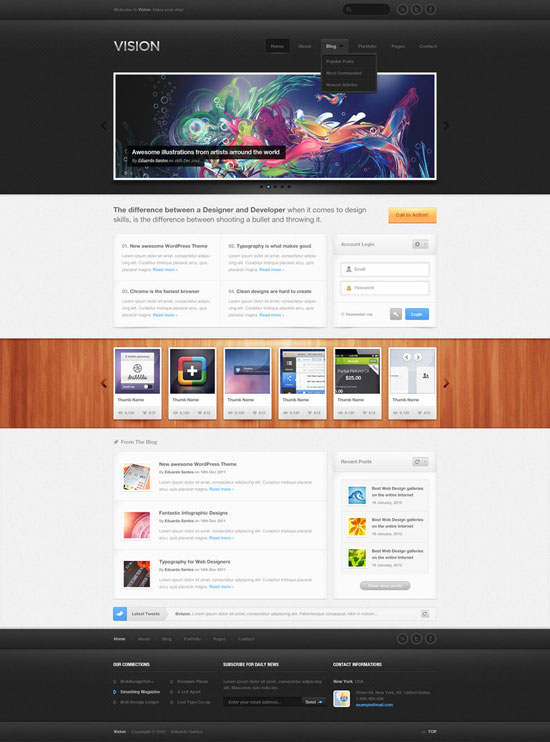 Welcome to Vision. Enjoy your stay!
VISION
Home
About
Blog
Portfolio
Pages
Contact
Popular Posts
Most Commented
Newest Articles
Awesome illustrations from artists arround the world
By Eduardo Santos on 16th Dec 2011
The difference between a Designer and Developer when it comes to design
skills, is the difference between shooting a bullet and throwing it.
Call to Action!
01. New awesome WordPress Theme
Lorem ipsum dolor sit amet, consectetur adipiscing
elit. Curabitur tristique placerat arcu, quis
placerat magna. Read more ›
02. Typography is what makes good
Lorem ipsum dolor sit amet, consectetur adipiscing
elit. Curabitur tristique placerat arcu, quis
placerat magna. Read more ›
03. Chrome is the fastest browser
Lorem ipsum dolor sit amet, consectetur adipiscing
elit. Curabitur tristique placerat arcu, quis
placerat magna. Read more ›
04. Clean designs are hard to create
Lorem ipsum dolor sit amet, consectetur adipiscing
elit. Curabitur tristique placerat arcu, quis
placerat magna. Read more ›
Account Login
Email
Password
Remember me
Login
dribbble
$25.00
Thumb Name
Thumb Name
Thumb Name
Thumb Name
Thumb Name
Thumb Name
From The Blog
New awesome WordPress Theme
By Eduardo Santos on 16th Dec 2011
Lorem ipsum dolor sit amet, consectetur adipiscing elit. Curabitur tristique placerat
arcu, quis placerat magna. Read more ›
Fantastic Infographic Designs
By Eduardo Santos on 16th Dec 2011
Lorem ipsum dolor sit amet, consectetur adipiscing elit. Curabitur tristique placerat
arcu, quis placerat magna. Read more ›
Typography for Web Designers
By Eduardo Santos on 16th Dec 2011
Lorem ipsum dolor sit amet, consectetur adipiscing elit. Curabitur tristique placerat
arcu, quis placerat magna. Read more ›
Recent Posts
Best Web Design galleries
on the entire Internet
16 January, 2012
Best Web Design galleries
on the entire Internet
16 January, 2012
Best Web Design galleries
on the entire Internet
16 January, 2012
Show more posts
Latest Tweets
@vision, Lorem ipsum dolor sit amet, consectetur adipiscing elit. Pellentesque consequat, nibh in rutrum...
Home
About
Blog
Portfolio
Pages
Contact
OUR CONNECTIONS
Smashing Magazine
Web Design Ledger
Premium Pixels
A List Apart
SUBSCRIBE FOR DAILY NEWS
Lorem ipsum dolor sit amet, consectetur adipiscing
elit. Curabitur tristique placerat arcu.
Enter your email address...
Send
CONTACT INFORMATIONS
New York, USA
Street 69, New York, NY, United States
example@mail.com
Vision
Copyright © 2012
Eduardo Santos
TOP